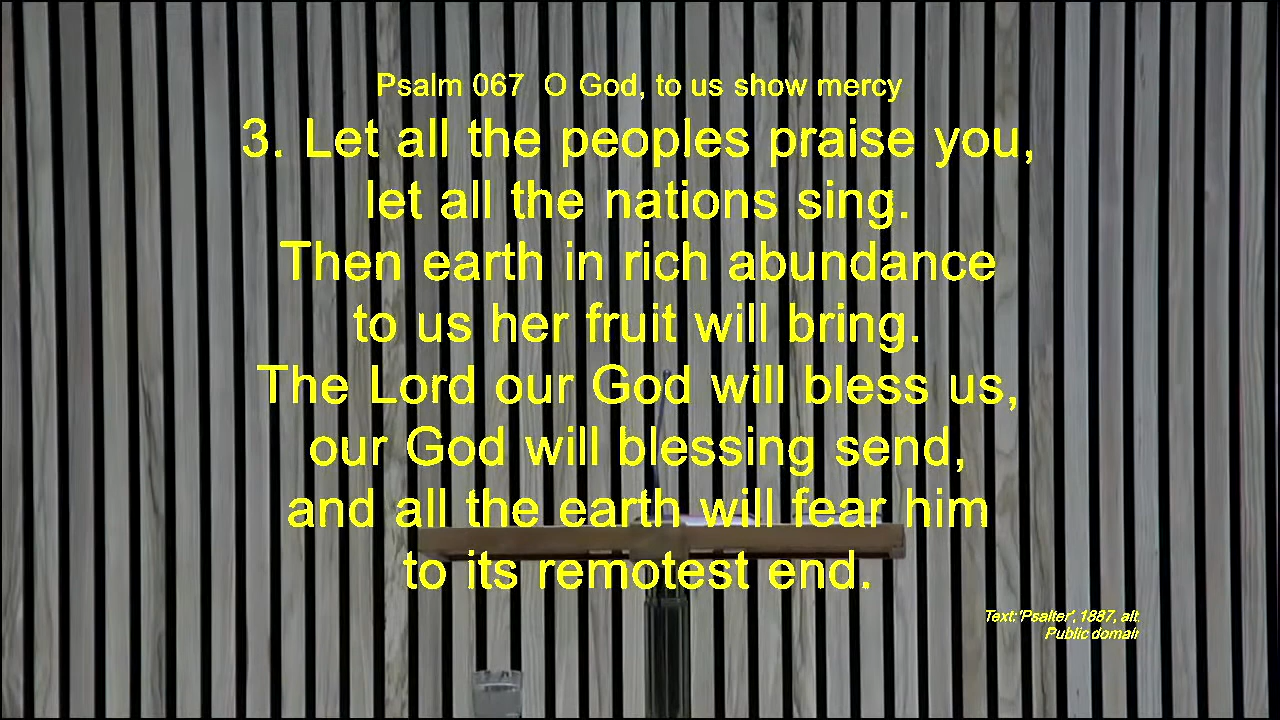 Psalm 067 O God, to us show mercy
3. Let all the peoples praise you,
let all the nations sing.
Then earth in rich abundance
to us her fruit will bring.
The Lord our God will bless us,
our God will blessing send,
and all the earth will fear him
to its remotest end.
Text: 'Psalter', 1887, alt
Public domain